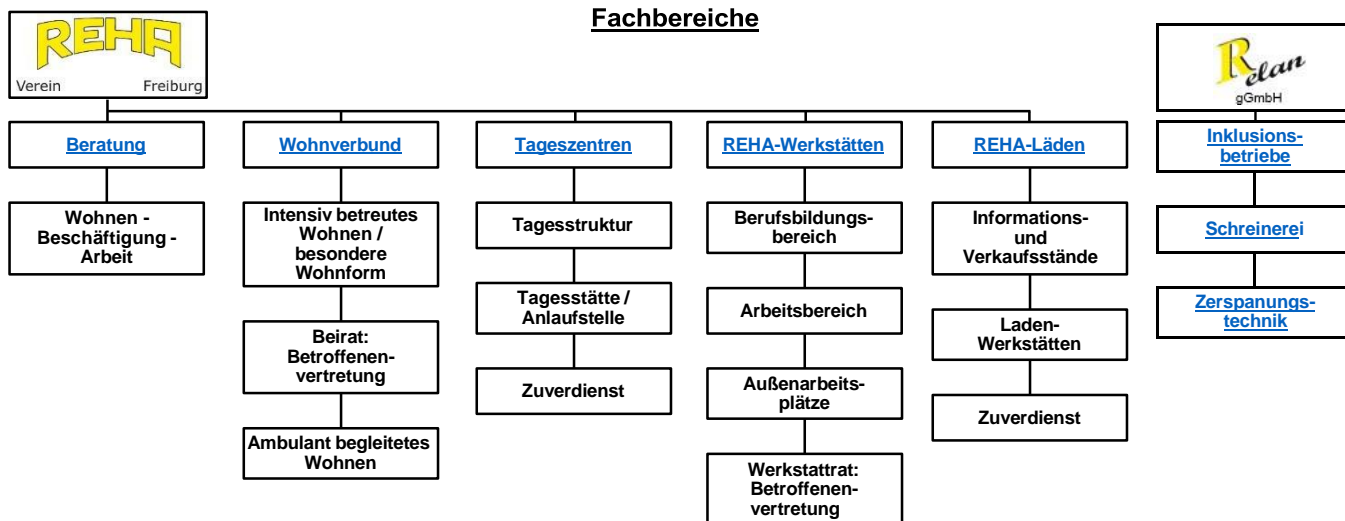 Fachbereiche
REHA
Verein Freiburg
Relan
gGmbH
Beratung
Wohnen -
Beschäftigung -
Arbeit
Wohnverbund
Intensiv betreutes
Wohnen /
besondere
Wohnform
Beirat:
Betroffenen-
vertretung
Ambulant begleitetes
Wohnen
Tageszentren
Tagesstruktur
Tagesstätte /
Anlaufstelle
Zuverdienst
REHA-Werkstätten
Berufsbildungs-
bereich
Arbeitsbereich
Außenarbeits-
plätze
Werkstattrat:
Betroffenen-
vertretung
REHA-Läden
Informations-
und
Verkaufsstände
Laden-
Werkstätten
Zuverdienst
Inklusions-
betriebe
Schreinerei
Zerspanungs-
technik